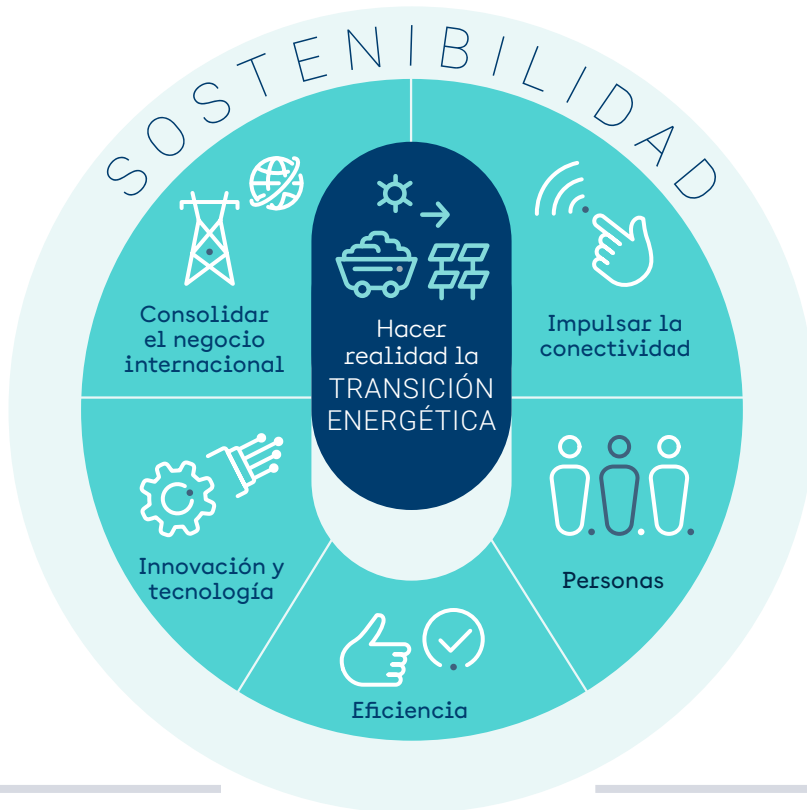 SOSTENIBILIDAD
Consolidar
el negocio
internacional
Hacer
realidad la
TRANSICIÓN
ENERGÉTICA
Impulsar la
conectividad
Innovación y
tecnología
Personas
Eficiencia